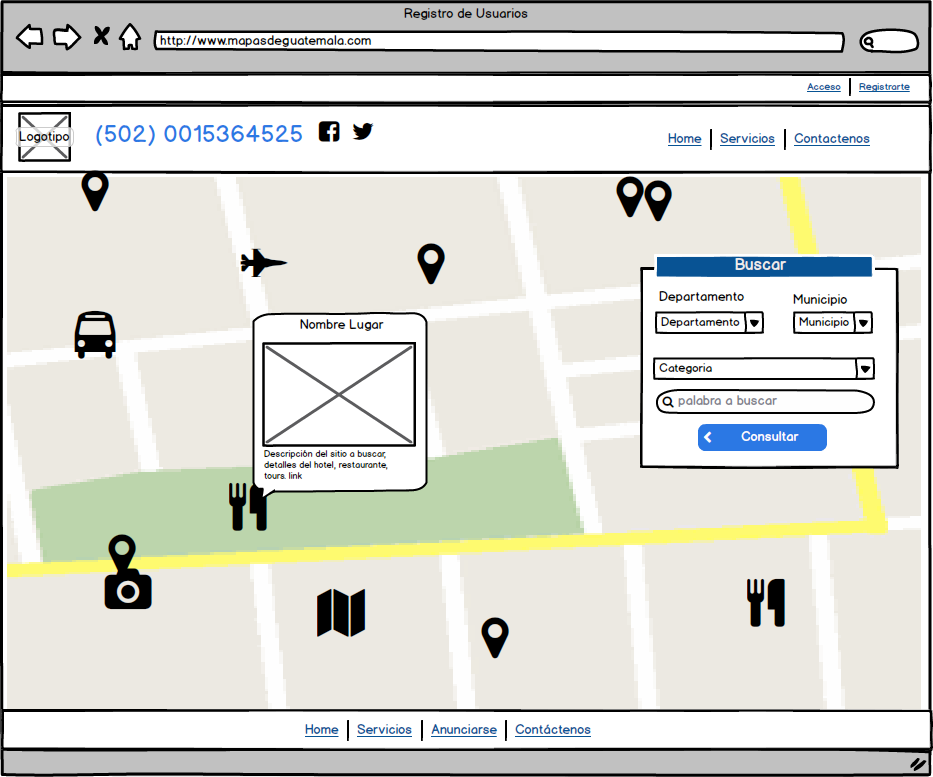 Registro de Usuarios
http://www.mapasdeguatemala.com
Acceso Registrarte
Logotipo (502) 0015364525 Home Servicios Contactenos
Buscar
Departamento Municipio
Departamento Municipio
Categoria
palabra a buscar
Consultar
Nombre Lugar
Descripción del sitio a buscar,
detalles del hotel, restaurante,
tours. link
Home Servicios Anunciarse Contáctenos